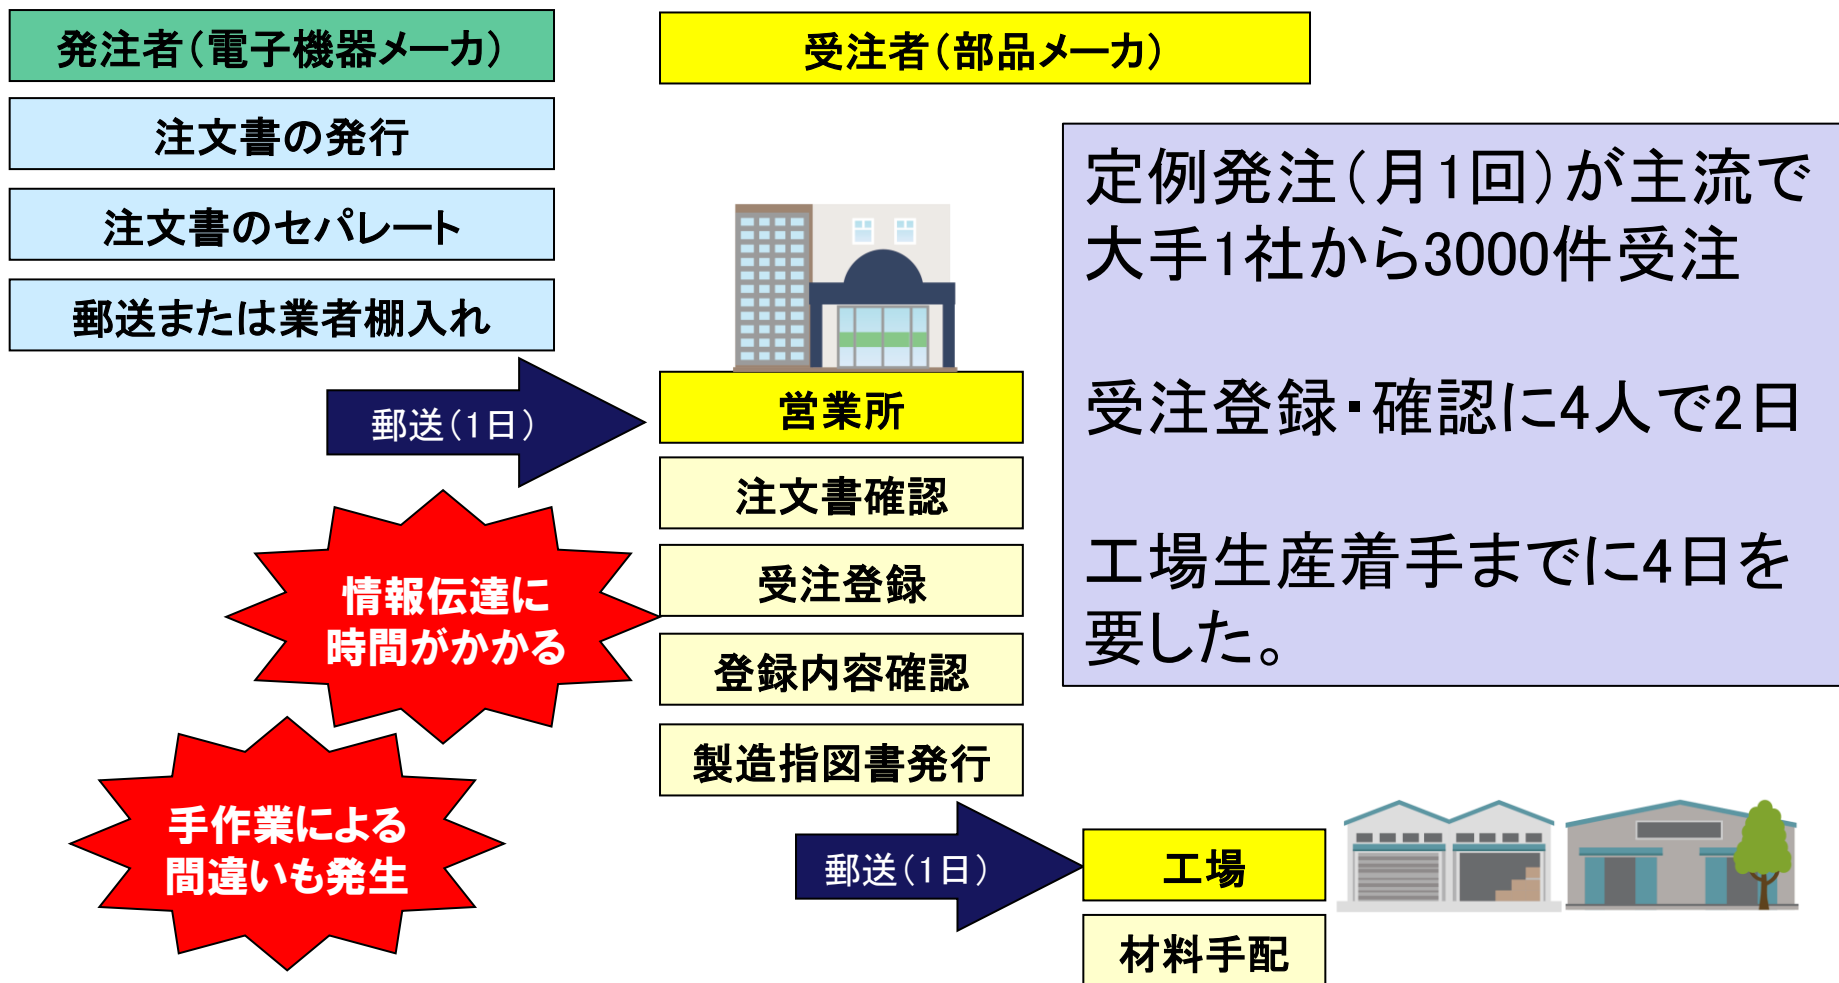 発注者(電子機器メーカ)
受注者(部品メーカ)
注文書の発行
注文書のセパレート
郵送または業者棚入れ
郵送(1日)
営業所
注文書確認
受注登録
登録内容確認
製造指図書発行
定例発注(月1回)が主流で
大手1社から3000件受注
受注登録・確認に4人で2日
工場生産着手までに4日を
要した。
情報伝達に
時間がかかる
手作業による
間違いも発生
郵送(1日)
工場
材料手配